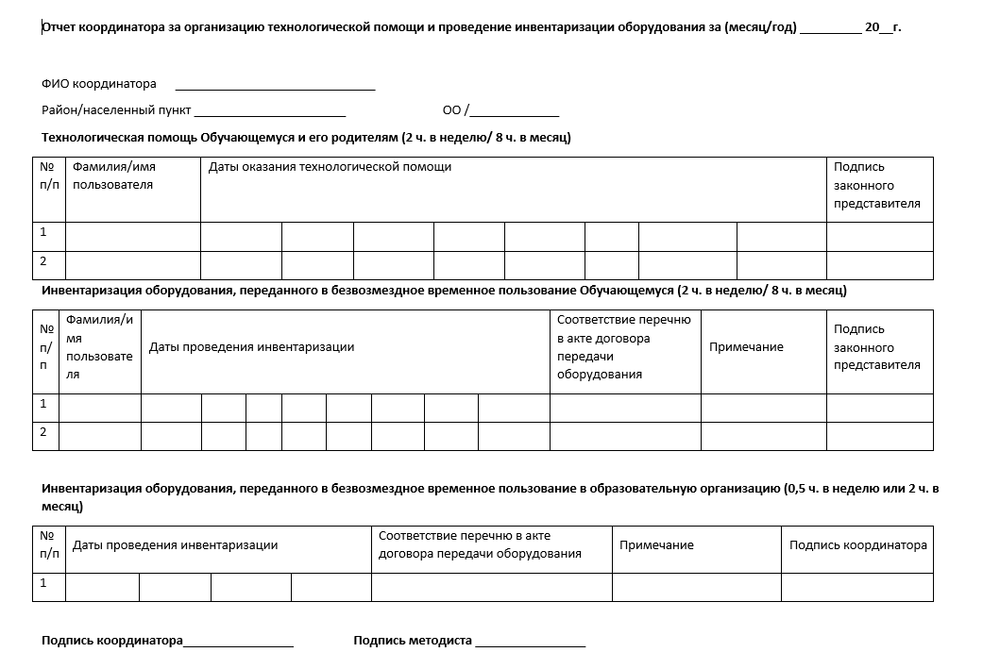 Отчет координатора за организацию технологической помощи и проведение инвентаризации оборудования за (месяц/год) _________ 20__г.
ФИО координатора _____________________________
Район/населенный пункт ______________________ ОО /_____________
Технологическая помощь Обучающемуся и его родителям (2 ч. в неделю/ 8 ч. в месяц)
№ Фамилия/имя Даты оказания технологической помощи Подпись
п/п пользователя законного
представителя
1
2
Инвентаризация оборудования, переданного в безвозмездное временное пользование Обучающемуся (2 ч. в неделю/ 8 ч. в месяц)
№
п/
п
Фамилия/и
мя
пользовате
ля
Даты проведения инвентаризации
Соответствие перечню
в акте договора
передачи
оборудования
Примечание
Подпись
законного
представителя
1
2
Инвентаризация оборудования, переданного в безвозмездное временное пользование в образовательную организацию (0,5 ч. в неделю или 2 ч. в
месяц)
№
п/п
Даты проведения инвентаризации
Соответствие перечню в акте
договора передачи оборудования
Примечание
Подпись координатора
1
Подпись координатора________________ Подпись методиста ________________